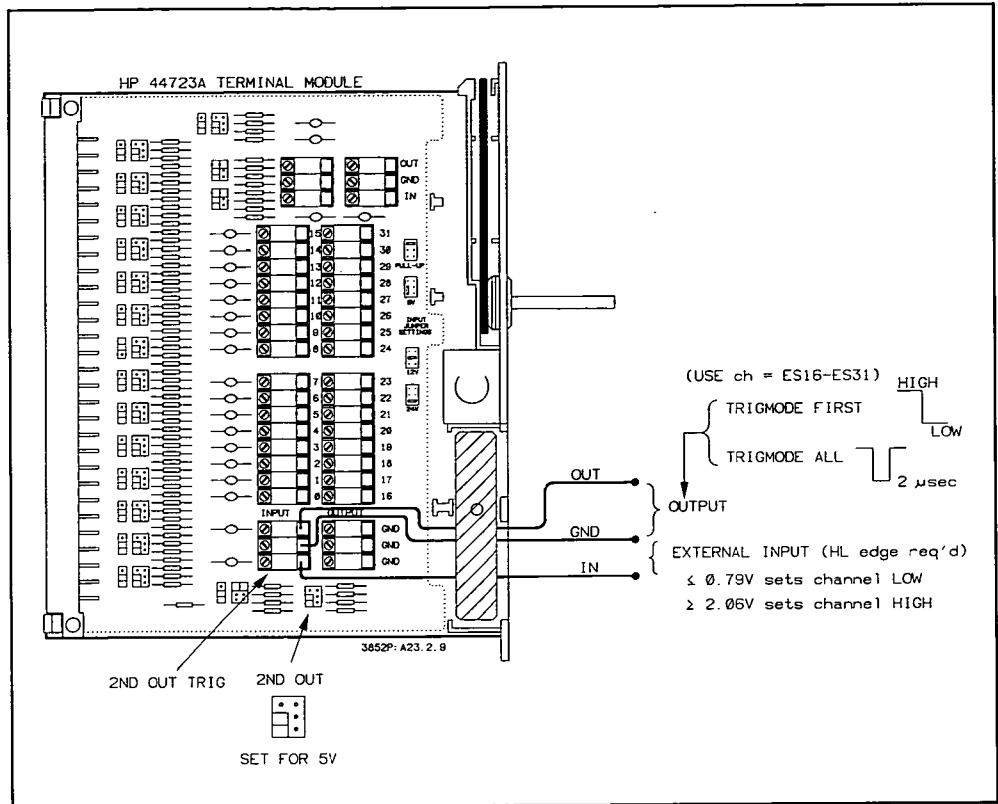 HP 44723A TERMINAL MODULE
OUT
GND
IN
15 31
14 30
13 29
12 28
11 27
10 26
9 25
8 24
PULL-UP
5V
INPUT
JUMPER
SETTINGS
12V
24V
7 23
6 22
5 21
4 20
3 19
2 18
1 17
0 16
INPUT OUTPUT
GND
GND
GND
3852P:A23.2.9
2ND OUT TRIG
2ND OUT
SET FOR 5V
(USE ch = ES16-ES31)
TRIGMODE FIRST
HIGH
LOW
TRIGMODE ALL
2 µsec
OUT
OUTPUT
GND
IN
EXTERNAL INPUT (HL edge req'd)
≤ 0.79V sets channel LOW
≥ 2.06V sets channel HIGH